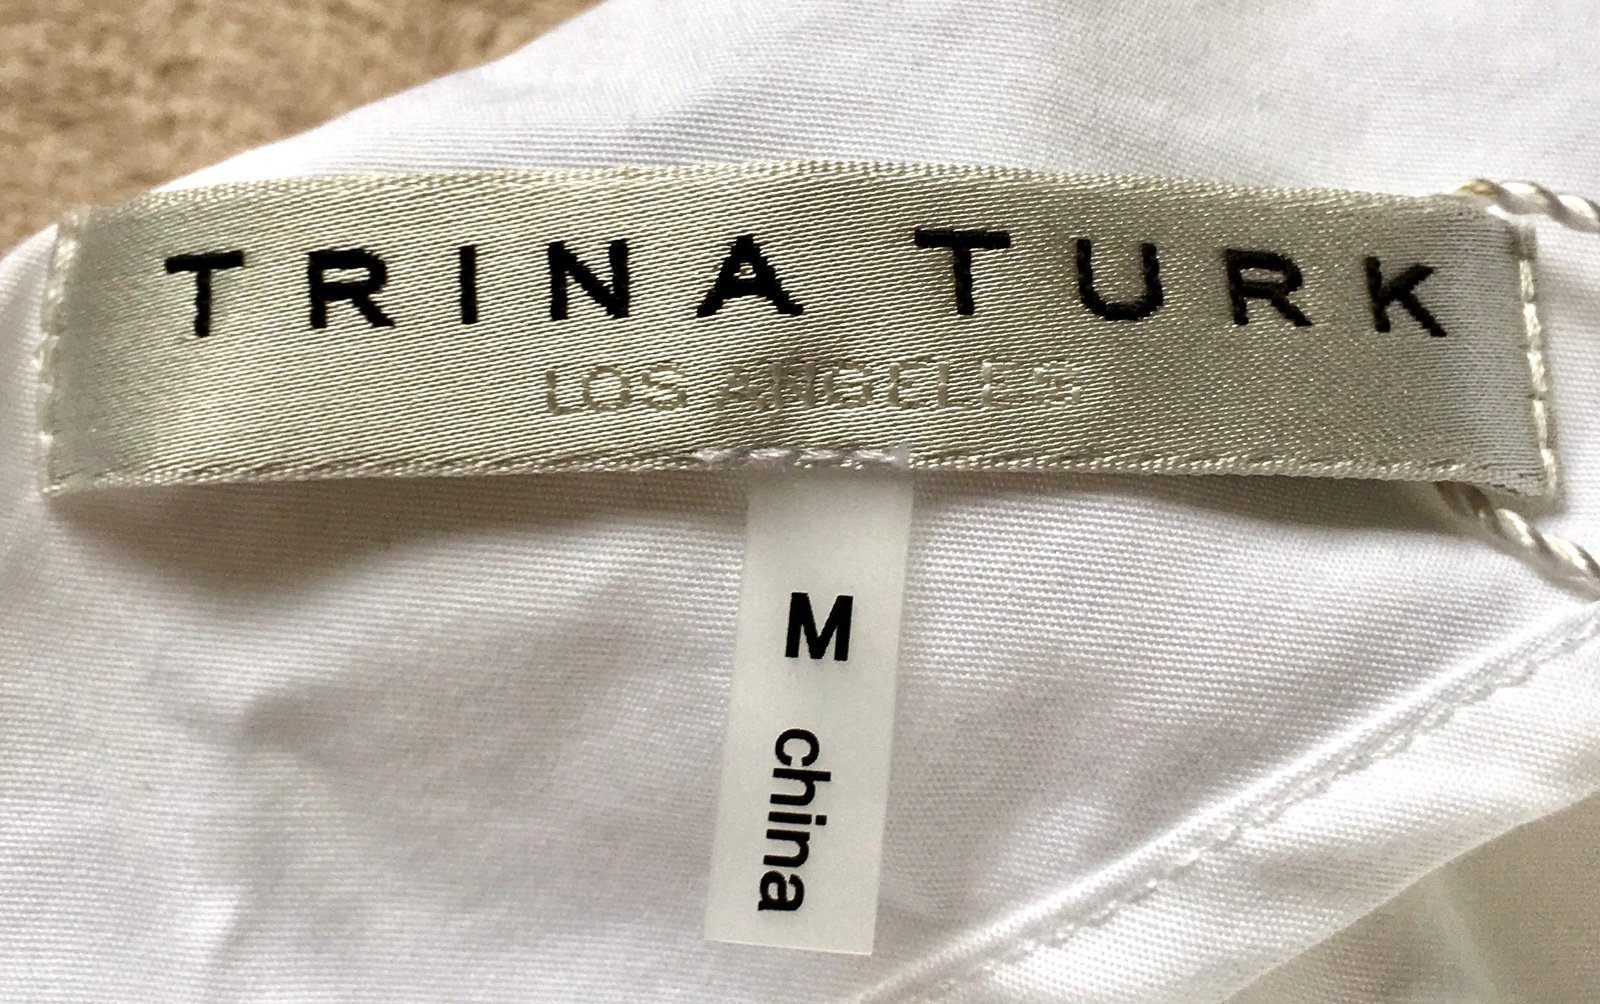 TRINA TURK
LOS ANGELES
M
china